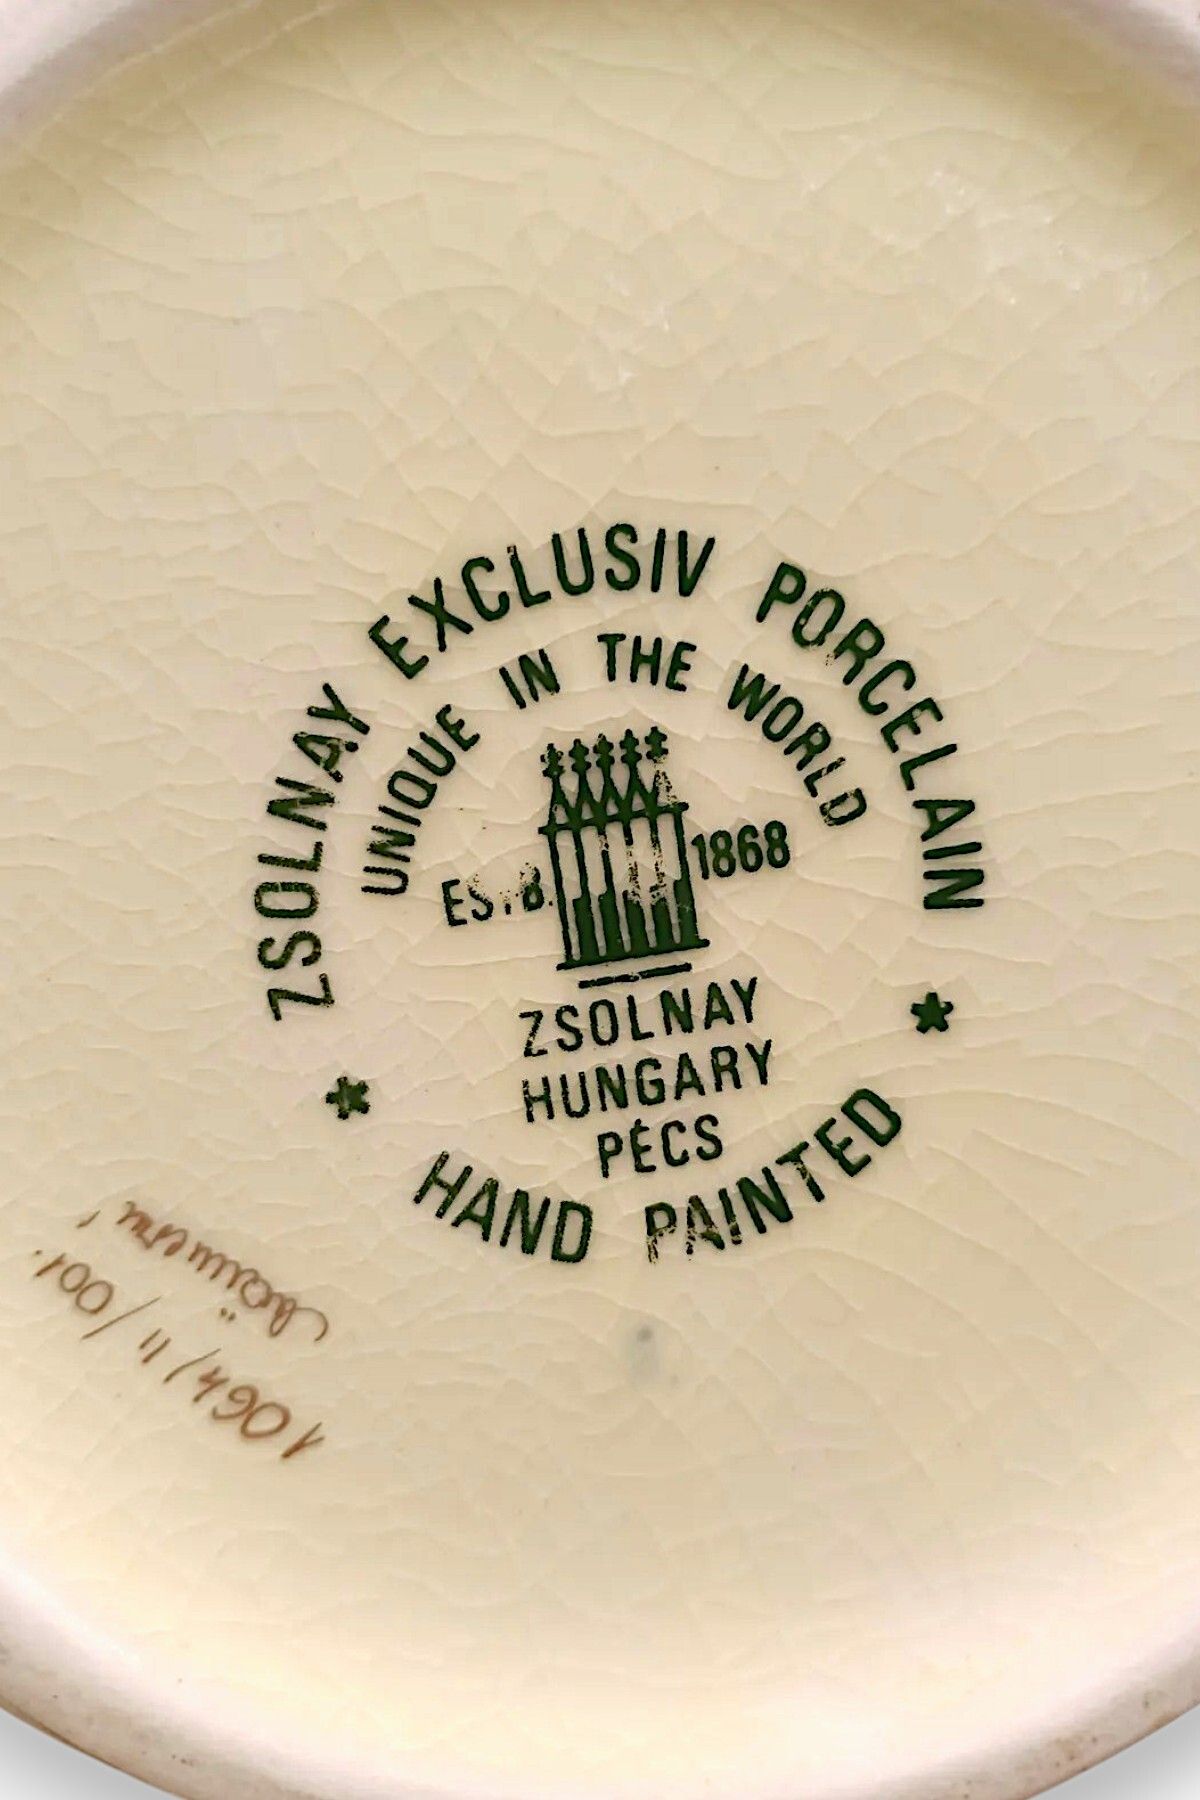 ZSOLNAY EXCLUSIV PORCELAIN
UNIQUE IN THE WORLD
ESTB. 1868
ZSOLNAY
HUNGARY
PÉCS
* HAND PAINTED *
1064/11/001.